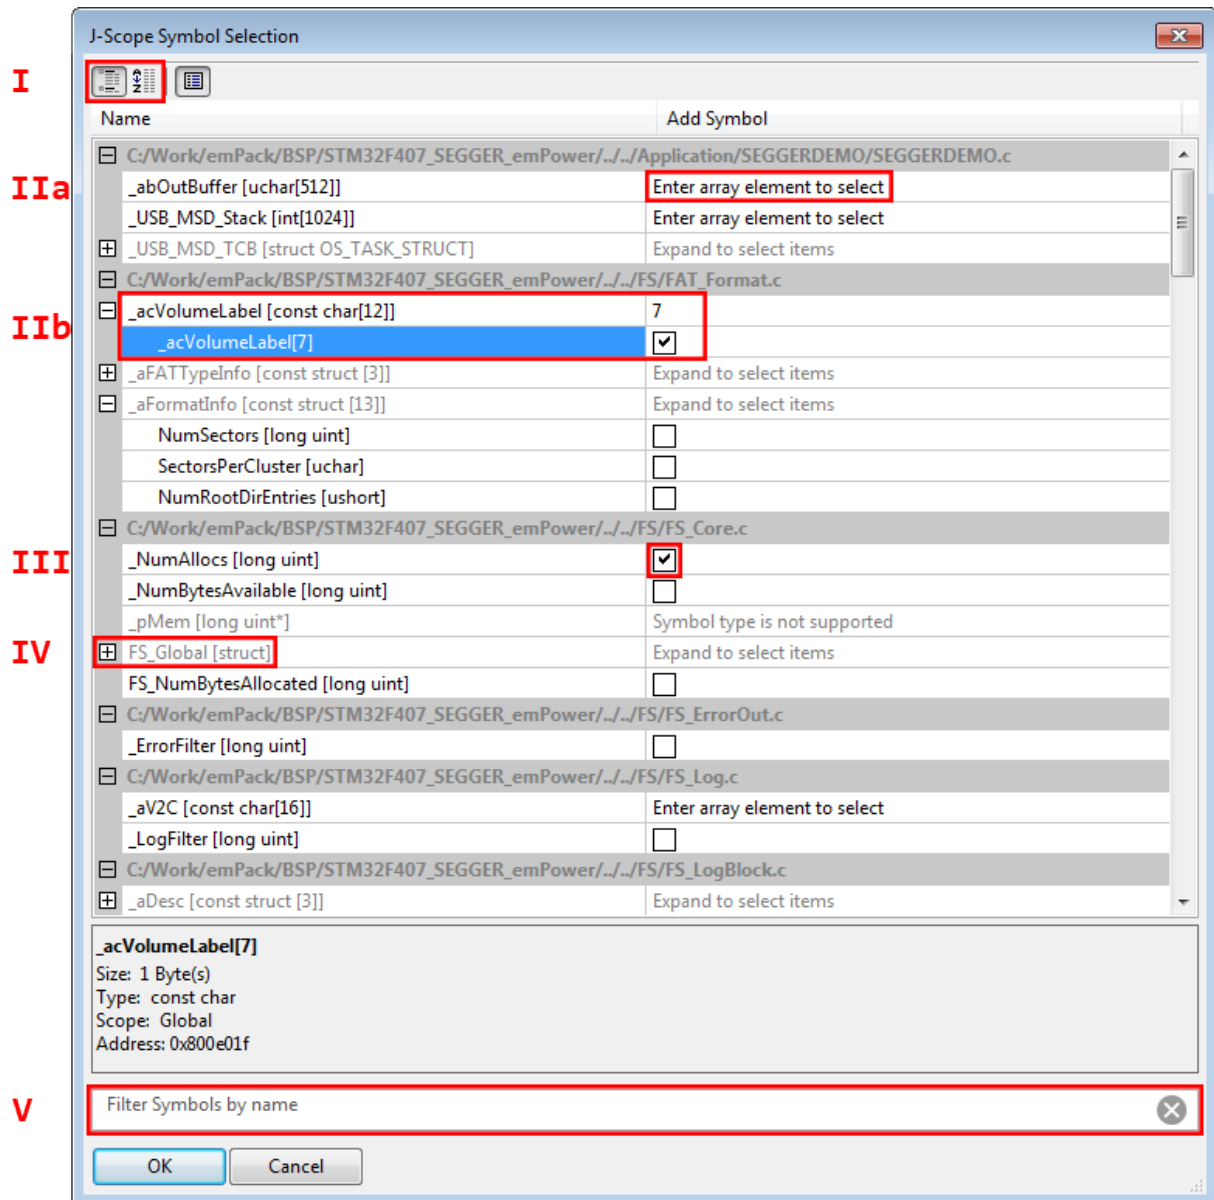 J-Scope Symbol Selection
I
A Z
Name Add Symbol
C:/Work/emPack/BSP/STM32F407_SEGGER_emPower/../../Application/SEGGERDEMO/SEGGERDEMO.c
IIa _abOutBuffer [uchar[512]] Enter array element to select
_USB_MSD_Stack [int[1024]] Enter array element to select
_USB_MSD_TCB [struct OS_TASK_STRUCT] Expand to select items
C:/Work/emPack/BSP/STM32F407_SEGGER_emPower/../../FS/FAT_Format.c
IIb _acVolumeLabel [const char[12]] 7
_acVolumeLabel[7]
_aFATTypeInfo [const struct [3]] Expand to select items
_aFormatInfo [const struct [13]] Expand to select items
NumSectors [long uint]
SectorsPerCluster [uchar]
NumRootDirEntries [ushort]
C:/Work/emPack/BSP/STM32F407_SEGGER_emPower/../../FS/FS_Core.c
III _NumAllocs [long uint]
_NumBytesAvailable [long uint]
_pMem [long uint*] Symbol type is not supported
IV FS_Global [struct] Expand to select items
FS_NumBytesAllocated [long uint]
C:/Work/emPack/BSP/STM32F407_SEGGER_emPower/../../FS/FS_ErrorOut.c
_ErrorFilter [long uint]
C:/Work/emPack/BSP/STM32F407_SEGGER_emPower/../../FS/FS_Log.c
_aV2C [const char[16]] Enter array element to select
_LogFilter [long uint]
C:/Work/emPack/BSP/STM32F407_SEGGER_emPower/../../FS/FS_LogBlock.c
_aDesc [const struct [3]] Expand to select items
_acVolumeLabel[7]
Size: 1 Byte(s)
Type: const char
Scope: Global
Address: 0x800e01f
V Filter Symbols by name
OK Cancel